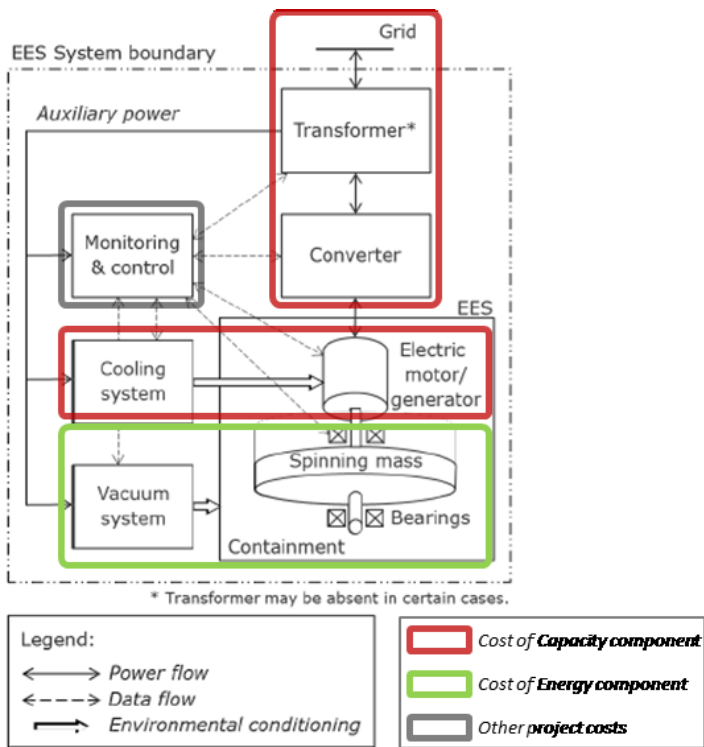 Grid
EES System boundary
Auxiliary power
Transformer*
Monitoring
& control
Converter
EES
Cooling
system
Electric
motor/
generator
Spinning mass
Vacuum
system
Bearings
Containment
* Transformer may be absent in certain cases.
Legend:
Power flow
Data flow
Environmental conditioning
Cost of Capacity component
Cost of Energy component
Other project costs